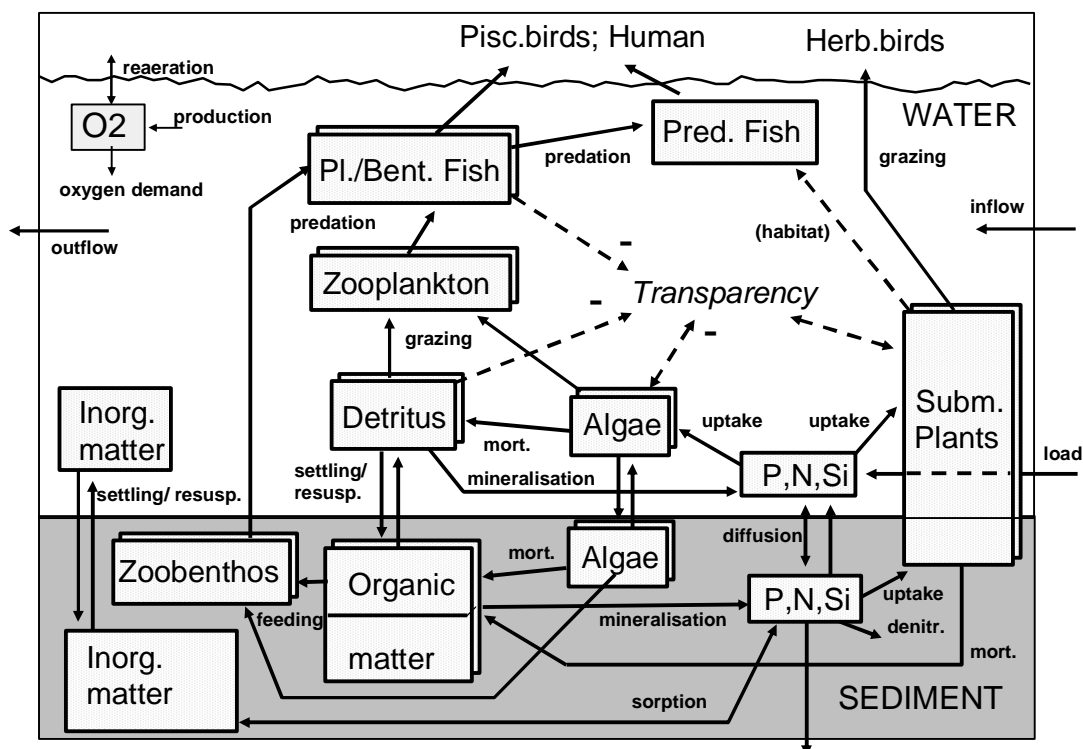 Pisc.birds; Human
Herb.birds
reaeration
WATER
O2
production
Pred. Fish
Pl./Bent. Fish
predation
grazing
oxygen demand
predation
inflow
(habitat)
outflow
-
Zooplankton
-
Transparency
-
grazing
Inorg.
matter
Detritus
Algae
uptake
uptake
Subm.
Plants
mort.
load
settling/
resusp.
mineralisation
P,N,Si
settling/ resusp.
diffusion
Zoobenthos
Organic
matter
mort.
Algae
P,N,Si
uptake
feeding
mineralisation
denitr.
Inorg.
matter
mort.
sorption
SEDIMENT